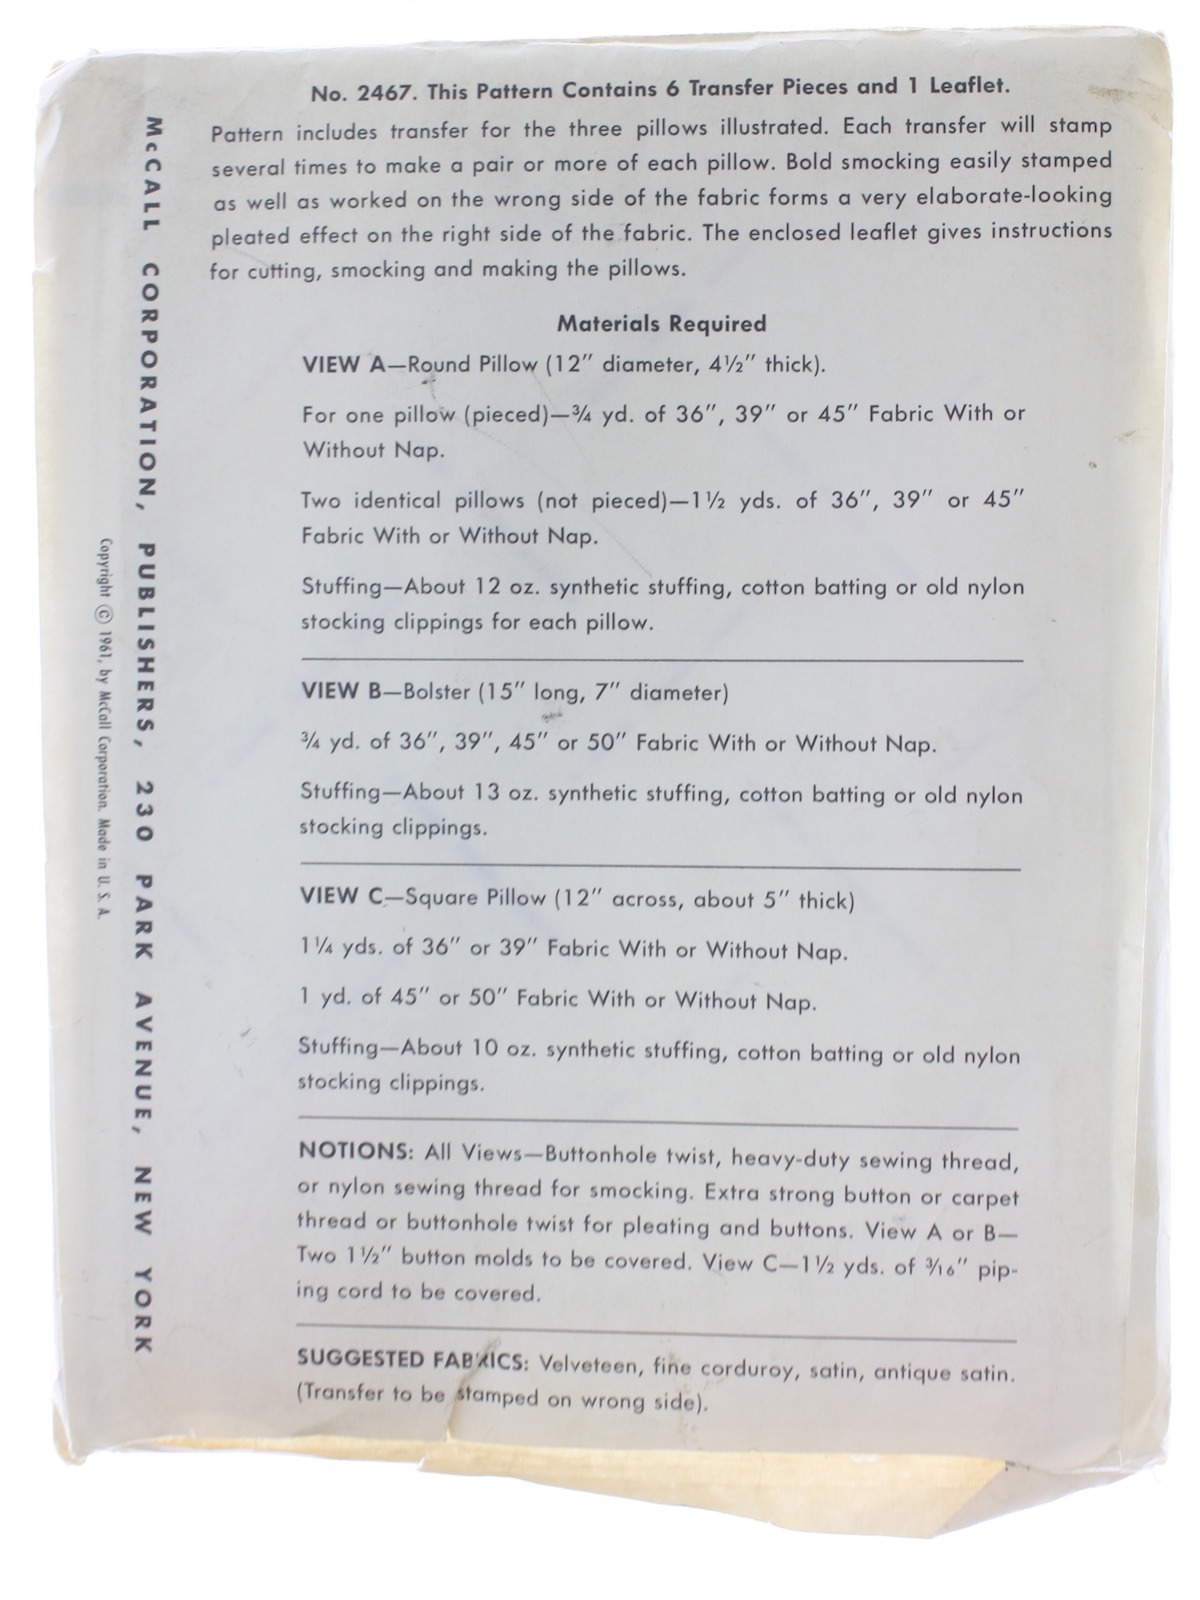 No. 2467. This Pattern Contains 6 Transfer Pieces and 1 Leaflet.
Pattern includes transfer for the three pillows illustrated. Each transfer will stamp
several times to make a pair or more of each pillow. Bold smocking easily stamped
as well as worked on the wrong side of the fabric forms a very elaborate-looking
pleated effect on the right side of the fabric. The enclosed leaflet gives instructions
for cutting, smocking and making the pillows.
Materials Required
VIEW A—Round Pillow (12" diameter, 4½" thick).
For one pillow (pieced)—¾ yd. of 36", 39" or 45" Fabric With or
Without Nap.
Two identical pillows (not pieced)—1½ yds. of 36", 39" or 45"
Fabric With or Without Nap.
Stuffing—About 12 oz. synthetic stuffing, cotton batting or old nylon
stocking clippings for each pillow.
VIEW B—Bolster (15" long, 7" diameter)
¾ yd. of 36", 39", 45" or 50" Fabric With or Without Nap.
Stuffing—About 13 oz. synthetic stuffing, cotton batting or old nylon
stocking clippings.
VIEW C—Square Pillow (12" across, about 5" thick)
1¼ yds. of 36" or 39" Fabric With or Without Nap.
1 yd. of 45" or 50" Fabric With or Without Nap.
Stuffing—About 10 oz. synthetic stuffing, cotton batting or old nylon
stocking clippings.
NOTIONS: All Views—Buttonhole twist, heavy-duty sewing thread,
or nylon sewing thread for smocking. Extra strong button or carpet
thread or buttonhole twist for pleating and buttons. View A or B—
Two 1½" button molds to be covered. View C—1½ yds. of 3/16" pip-
ing cord to be covered.
SUGGESTED FABRICS: Velveteen, fine corduroy, satin, antique satin.
(Transfer to be stamped on wrong side).
McCALL CORPORATION, PUBLISHERS, 230 PARK AVENUE, NEW YORK
Copyright © 1961, by McCall Corporation. Made in U. S. A.